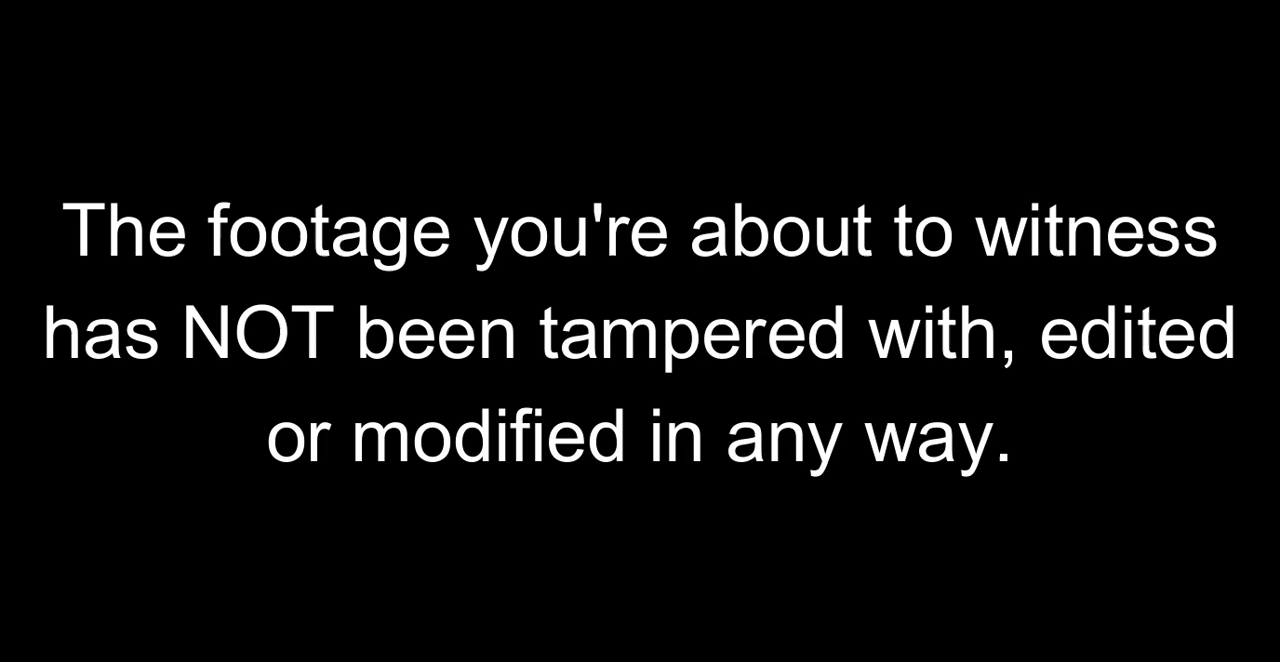 The footage you're about to witness
has NOT been tampered with, edited
or modified in any way.